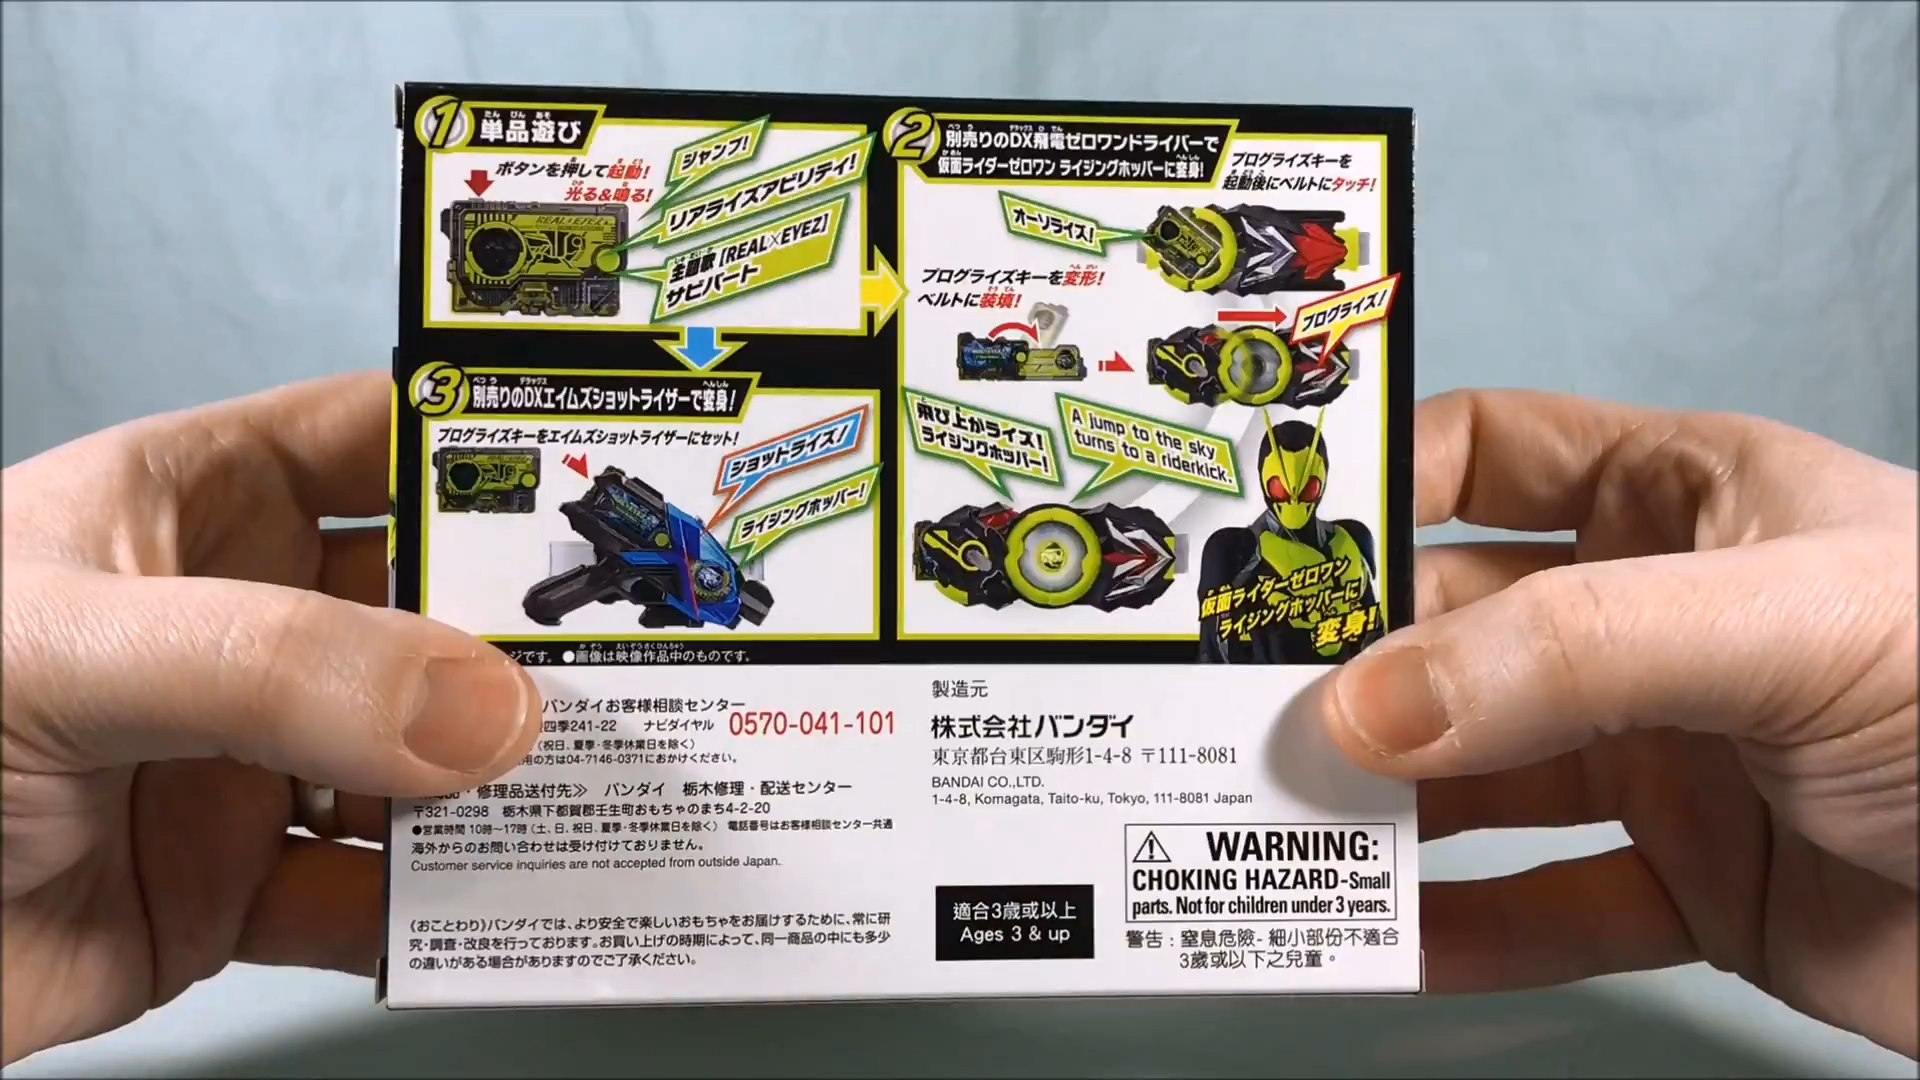 1 単品遊び
ボタンを押して起動!
光る&鳴る!
ジャンプ!
リアライズアビリティ!
主題歌[REAL×EYEZ]
サビパート
REAL×EYEZ
2 別売りのDX飛電ゼロワンドライバーで
仮面ライダーゼロワン ライジングホッパーに変身!
プログライズキーを
起動後にベルトにタッチ!
オーソライズ!
プログライズキーを変形!
ベルトに装填!
プログライズ!
飛び上がライズ!
ライジングホッパー!
A jump to the sky
turns to a riderkick.
仮面ライダーゼロワン
ライジングホッパーに
変身!
3 別売りのDXエイムズショットライザーで変身!
プログライズキーをエイムズショットライザーにセット!
ショットライズ!
ライジングホッパー!
ジです。●画像は映像作品中のものです。
バンダイお客様相談センター
四季241-22 ナビダイヤル 0570-041-101
(祝日、夏季・冬季休業日を除く)
用の方は04-7146-0371におかけください。
・修理品送付先≫ バンダイ 栃木修理・配送センター
〒321-0298 栃木県下都賀郡壬生町おもちゃのまち4-2-20
●営業時間 10時~17時(土、日、祝日、夏季・冬季休業日を除く) 電話番号はお客様相談センター共通
海外からのお問い合わせは受け付けておりません。
Customer service inquiries are not accepted from outside Japan.
《おことわり》バンダイでは、より安全で楽しいおもちゃをお届けするために、常に研
究・調査・改良を行っております。お買い上げの時期によって、同一商品の中にも多少
の違いがある場合がありますのでご了承ください。
製造元
株式会社バンダイ
東京都台東区駒形1-4-8 〒111-8081
BANDAI CO.,LTD.
1-4-8, Komagata, Taito-ku, Tokyo, 111-8081 Japan
適合3歳或以上
Ages 3 & up
WARNING:
CHOKING HAZARD-Small
parts. Not for children under 3 years.
警告:窒息危險-細小部份不適合
3歲或以下之兒童。